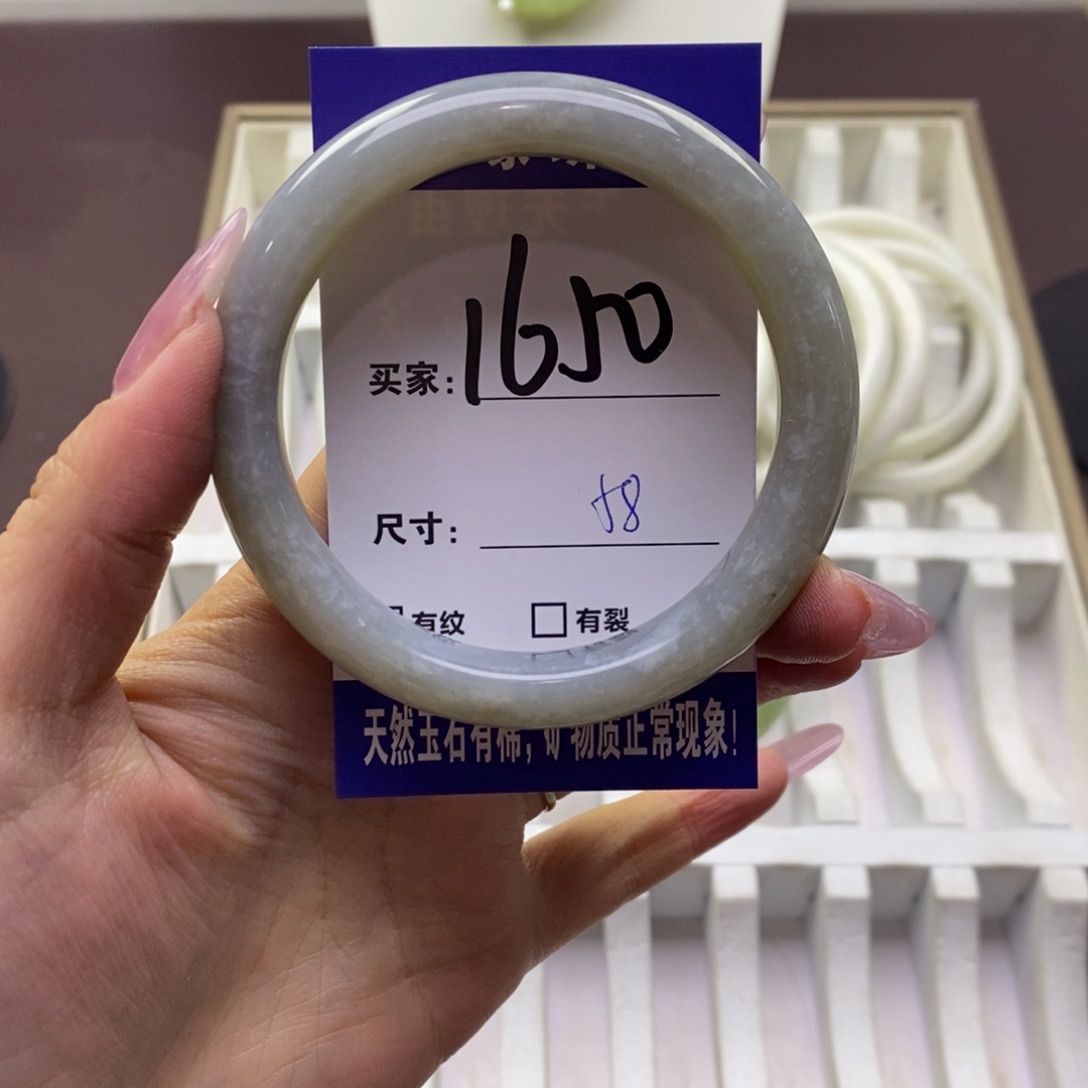 买家： 1650
尺寸： 58
有纹 □有裂
天然玉石有棉，矿物质正常现象！